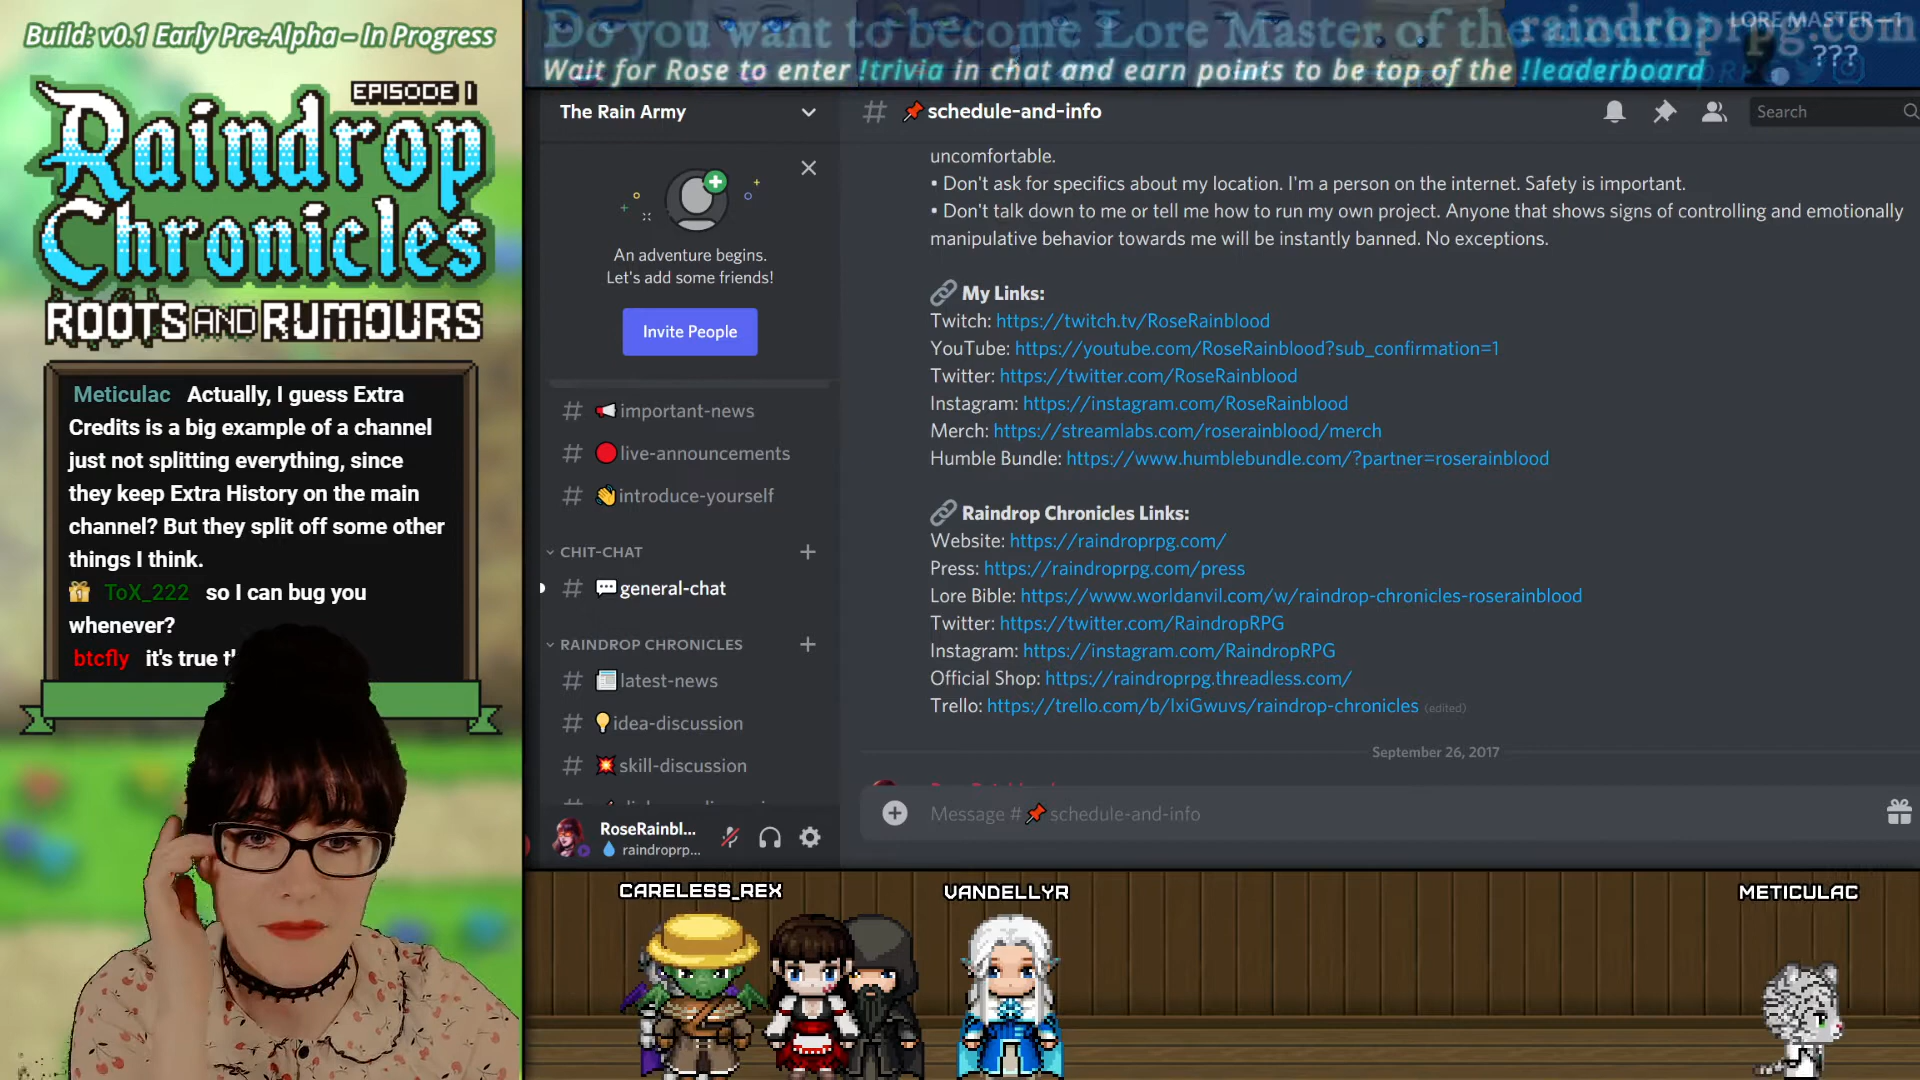 Build: v0.1 Early Pre-Alpha – In Progress
EPISODE I
Raindrop
Chronicles
ROOTS AND RUMOURS
Meticulac Actually, I guess Extra
Credits is a big example of a channel
just not splitting everything, since
they keep Extra History on the main
channel? But they split off some other
things I think.
ToX_222 so I can bug you
whenever?
btcfly it's true
Do you want to become Lore Master of the
raindroprpg.com
LORE MASTER
???
Wait for Rose to enter !trivia in chat and earn points to be top of the !leaderboard
The Rain Army
# schedule-and-info
Search
An adventure begins.
Let's add some friends!
Invite People
# important-news
# live-announcements
# introduce-yourself
CHIT-CHAT
# general-chat
RAINDROP CHRONICLES
# latest-news
# idea-discussion
# skill-discussion
RoseRainbl...
raindroprp...
uncomfortable.
• Don't ask for specifics about my location. I'm a person on the internet. Safety is important.
• Don't talk down to me or tell me how to run my own project. Anyone that shows signs of controlling and emotionally
manipulative behavior towards me will be instantly banned. No exceptions.
My Links:
Twitch: https://twitch.tv/RoseRainblood
YouTube: https://youtube.com/RoseRainblood?sub_confirmation=1
Twitter: https://twitter.com/RoseRainblood
Instagram: https://instagram.com/RoseRainblood
Merch: https://streamlabs.com/roserainblood/merch
Humble Bundle: https://www.humblebundle.com/?partner=roserainblood
Raindrop Chronicles Links:
Website: https://raindroprpg.com/
Press: https://raindroprpg.com/press
Lore Bible: https://www.worldanvil.com/w/raindrop-chronicles-roserainblood
Twitter: https://twitter.com/RaindropRPG
Instagram: https://instagram.com/RaindropRPG
Official Shop: https://raindroprpg.threadless.com/
Trello: https://trello.com/b/IxiGwuvs/raindrop-chronicles (edited)
September 26, 2017
Message # schedule-and-info
CARELESS_REX
VANDELLYR
METICULAC